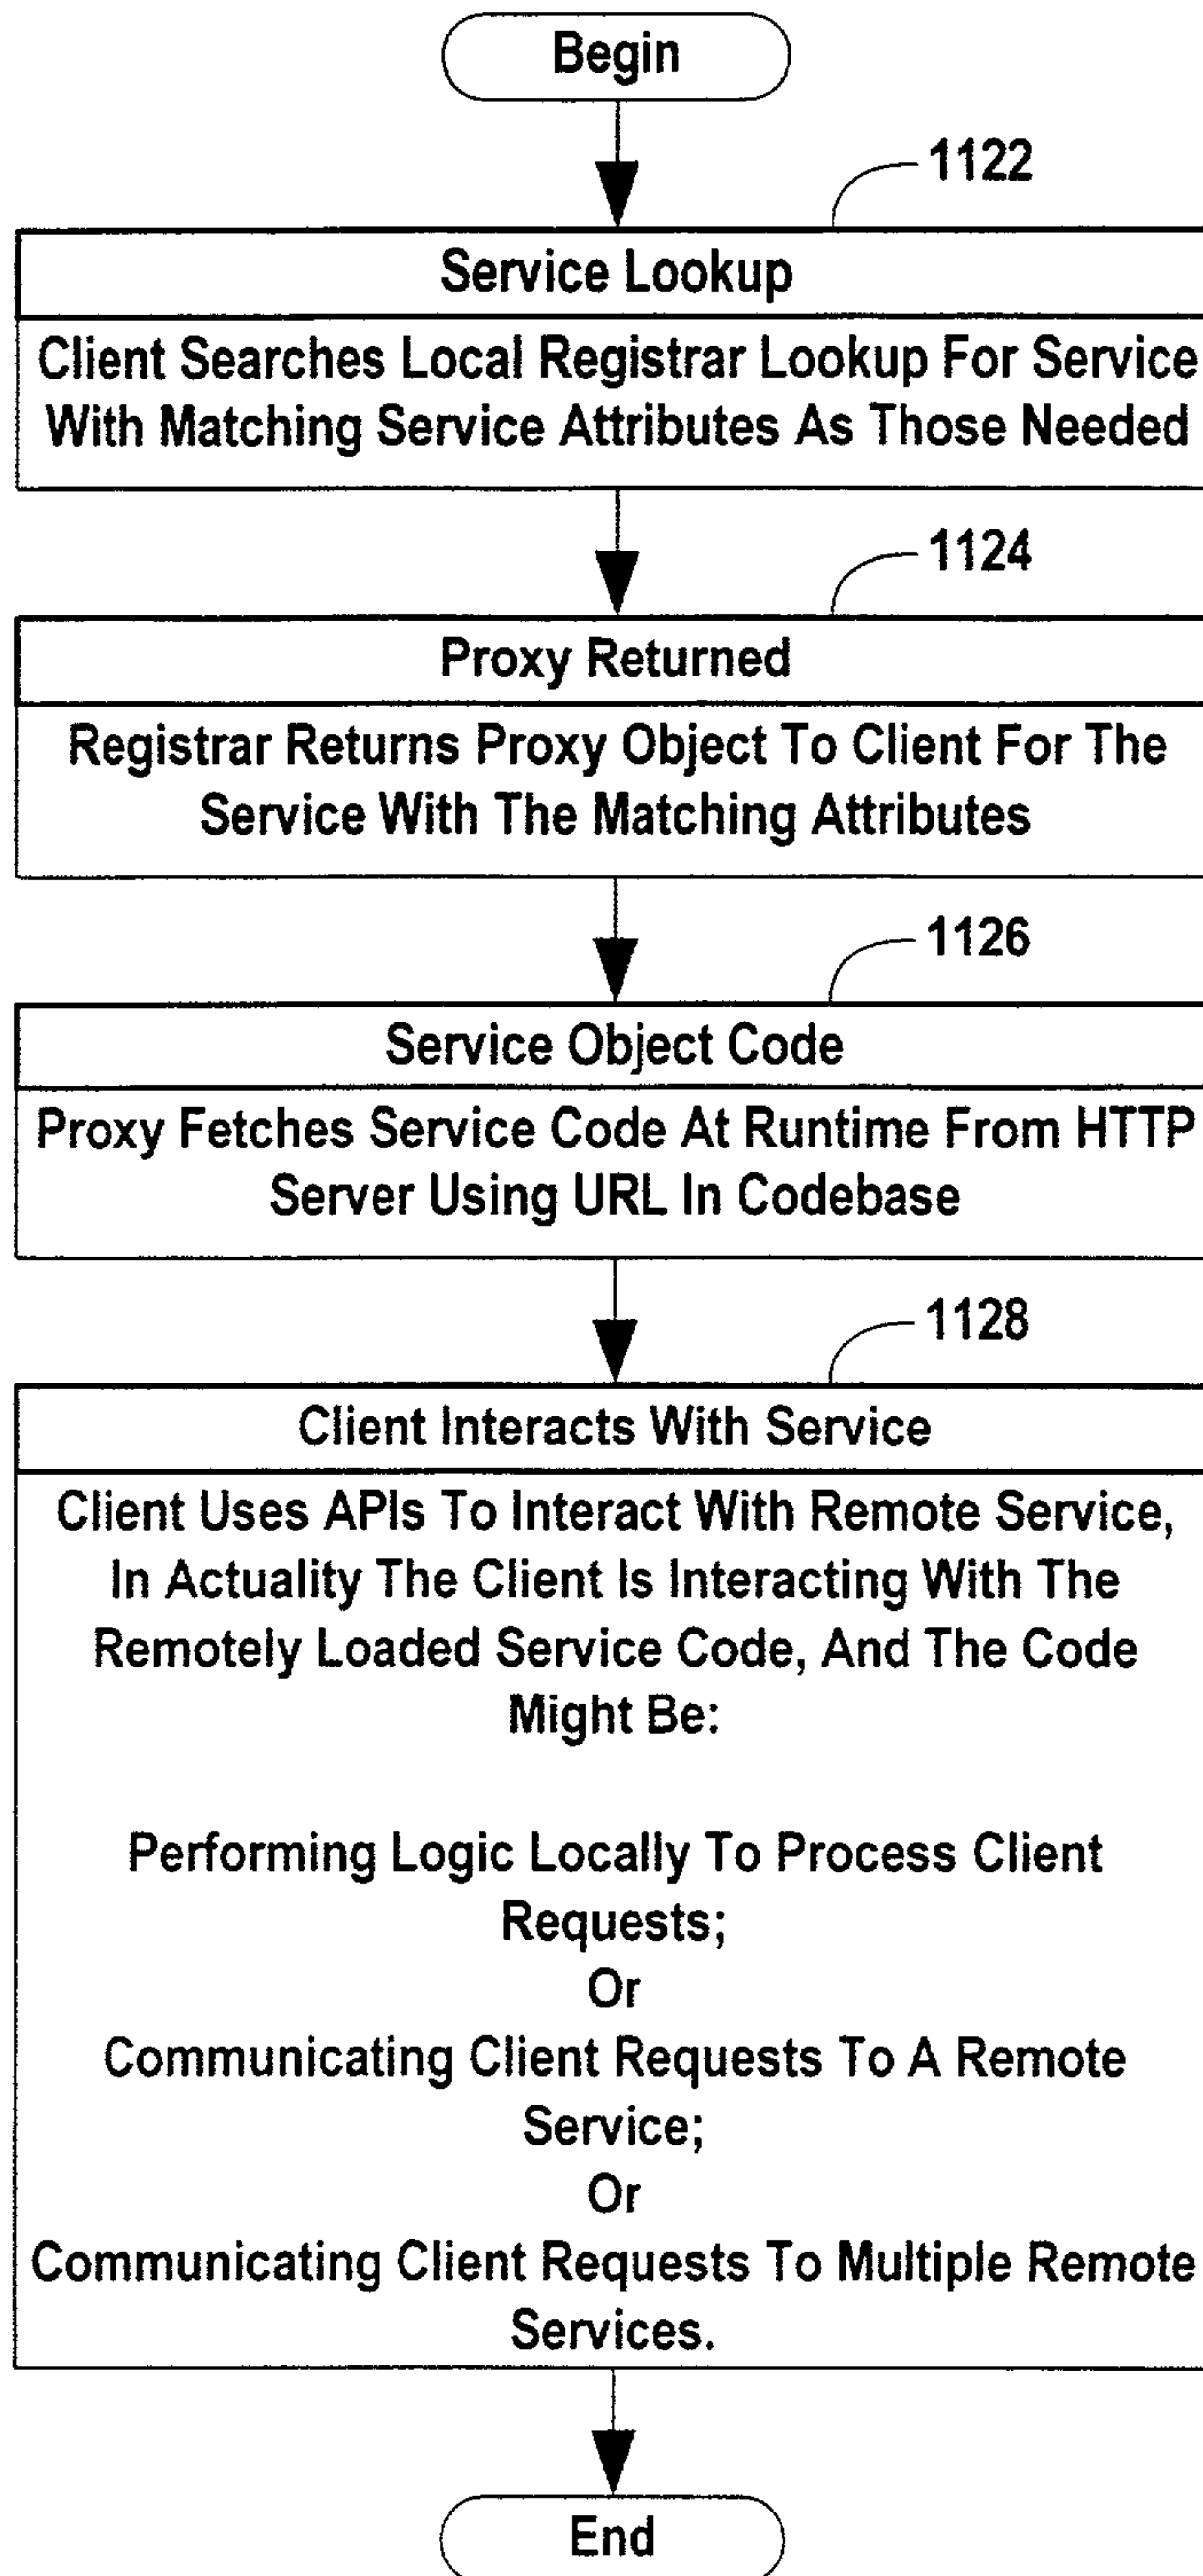 Begin
1122
Service Lookup
Client Searches Local Registrar Lookup For Service
With Matching Service Attributes As Those Needed
1124
Proxy Returned
Registrar Returns Proxy Object To Client For The
Service With The Matching Attributes
1126
Service Object Code
Proxy Fetches Service Code At Runtime From HTTP
Server Using URL In Codebase
1128
Client Interacts With Service
Client Uses APIs To Interact With Remote Service,
In Actuality The Client Is Interacting With The
Remotely Loaded Service Code, And The Code
Might Be:
Performing Logic Locally To Process Client
Requests;
Or
Communicating Client Requests To A Remote
Service;
Or
Communicating Client Requests To Multiple Remote
Services.
End